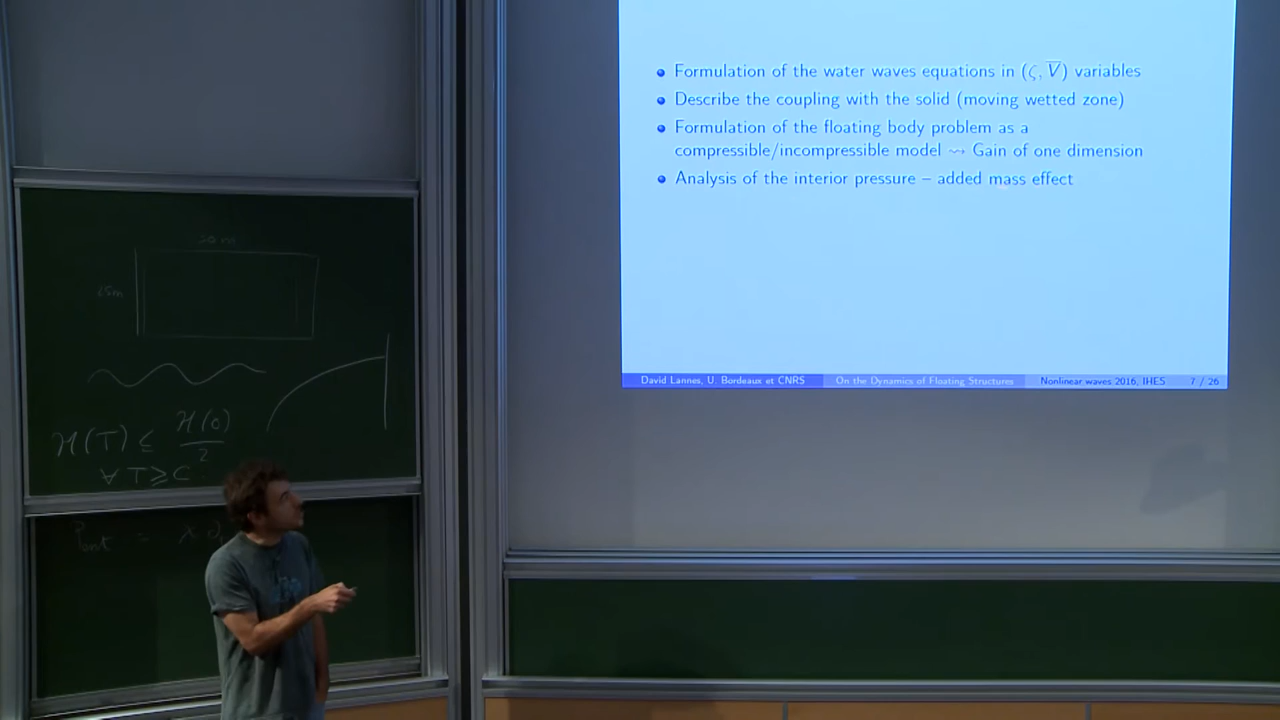 Formulation of the water waves equations in (ζ, V̅) variables
Describe the coupling with the solid (moving wetted zone)
Formulation of the floating body problem as a
compressible/incompressible model ⇝ Gain of one dimension
Analysis of the interior pressure – added mass effect
David Lannes, U. Bordeaux et CNRS On the Dynamics of Floating Structures Nonlinear waves 2016, IHES 7 / 26
20 m
H(T) ≤ H(0)/2
∀ T ⩾ C